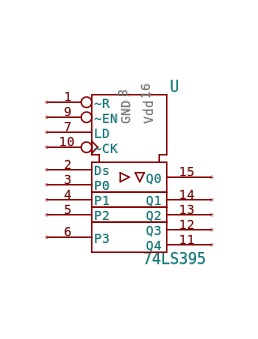 U
GND 8
Vdd 16
1 ~R
9 ~EN
7 LD
10 ~CK
2 Ds
3 P0
4 P1
5 P2
6 P3
Q0 15
Q1 14
Q2 13
Q3 12
Q4 11
74LS395